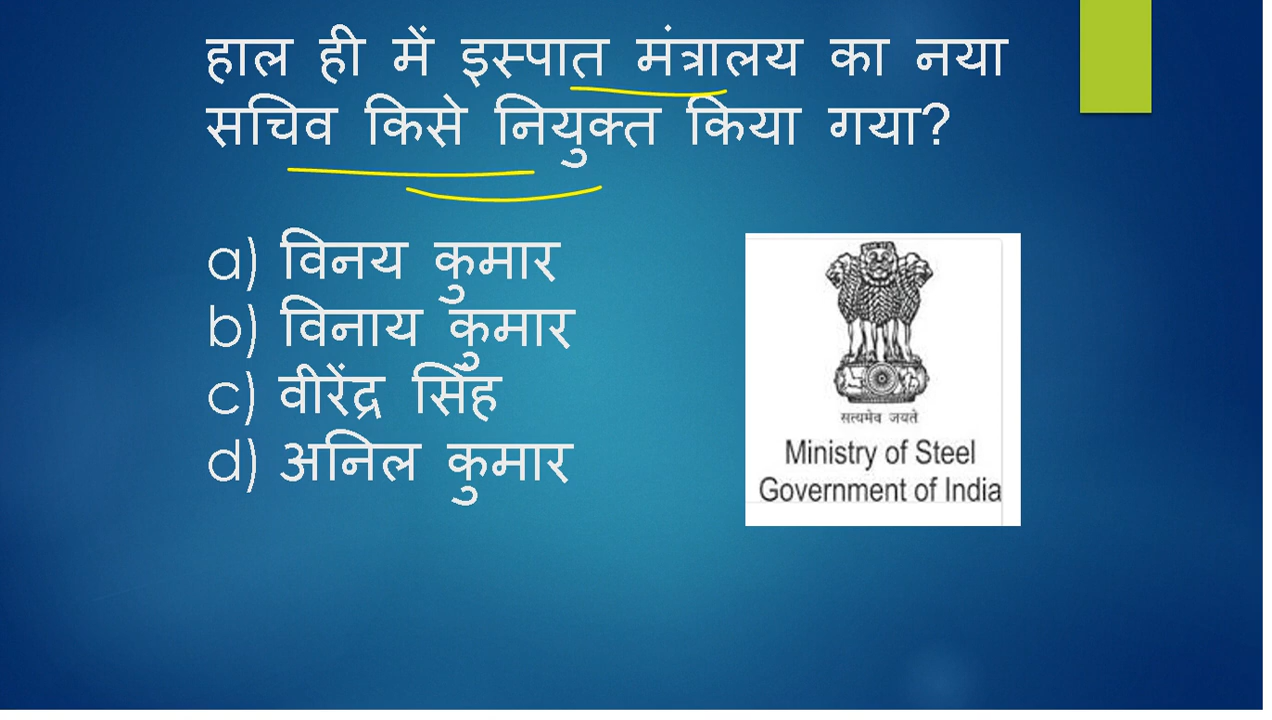 हाल ही में इस्पात मंत्रालय का नया
सचिव किसे नियुक्त किया गया?
a) विनय कुमार
b) विनाय कुमार
c) वीरेंद्र सिंह
d) अनिल कुमार
सत्यमेव जयते
Ministry of Steel
Government of India